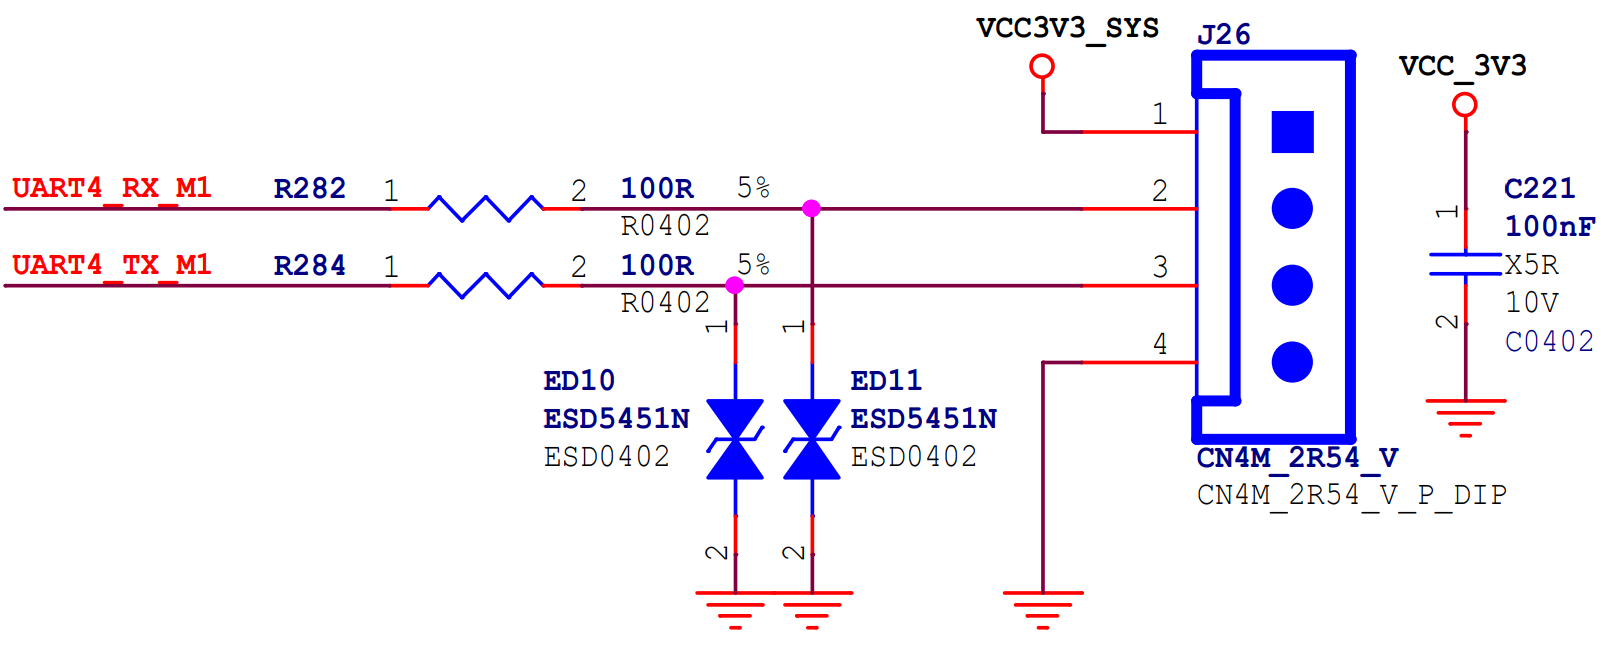 VCC3V3_SYS
J26
VCC_3V3
1
UART4_RX_M1 R282 1 2 100R 5% 2
R0402
C221
1
100nF
X5R
10V
2
C0402
UART4_TX_M1 R284 1 2 100R 5% 3
R0402
1 1
4
ED10
ESD5451N
ESD0402
ED11
ESD5451N
ESD0402
2 2
CN4M_2R54_V
CN4M_2R54_V_P_DIP